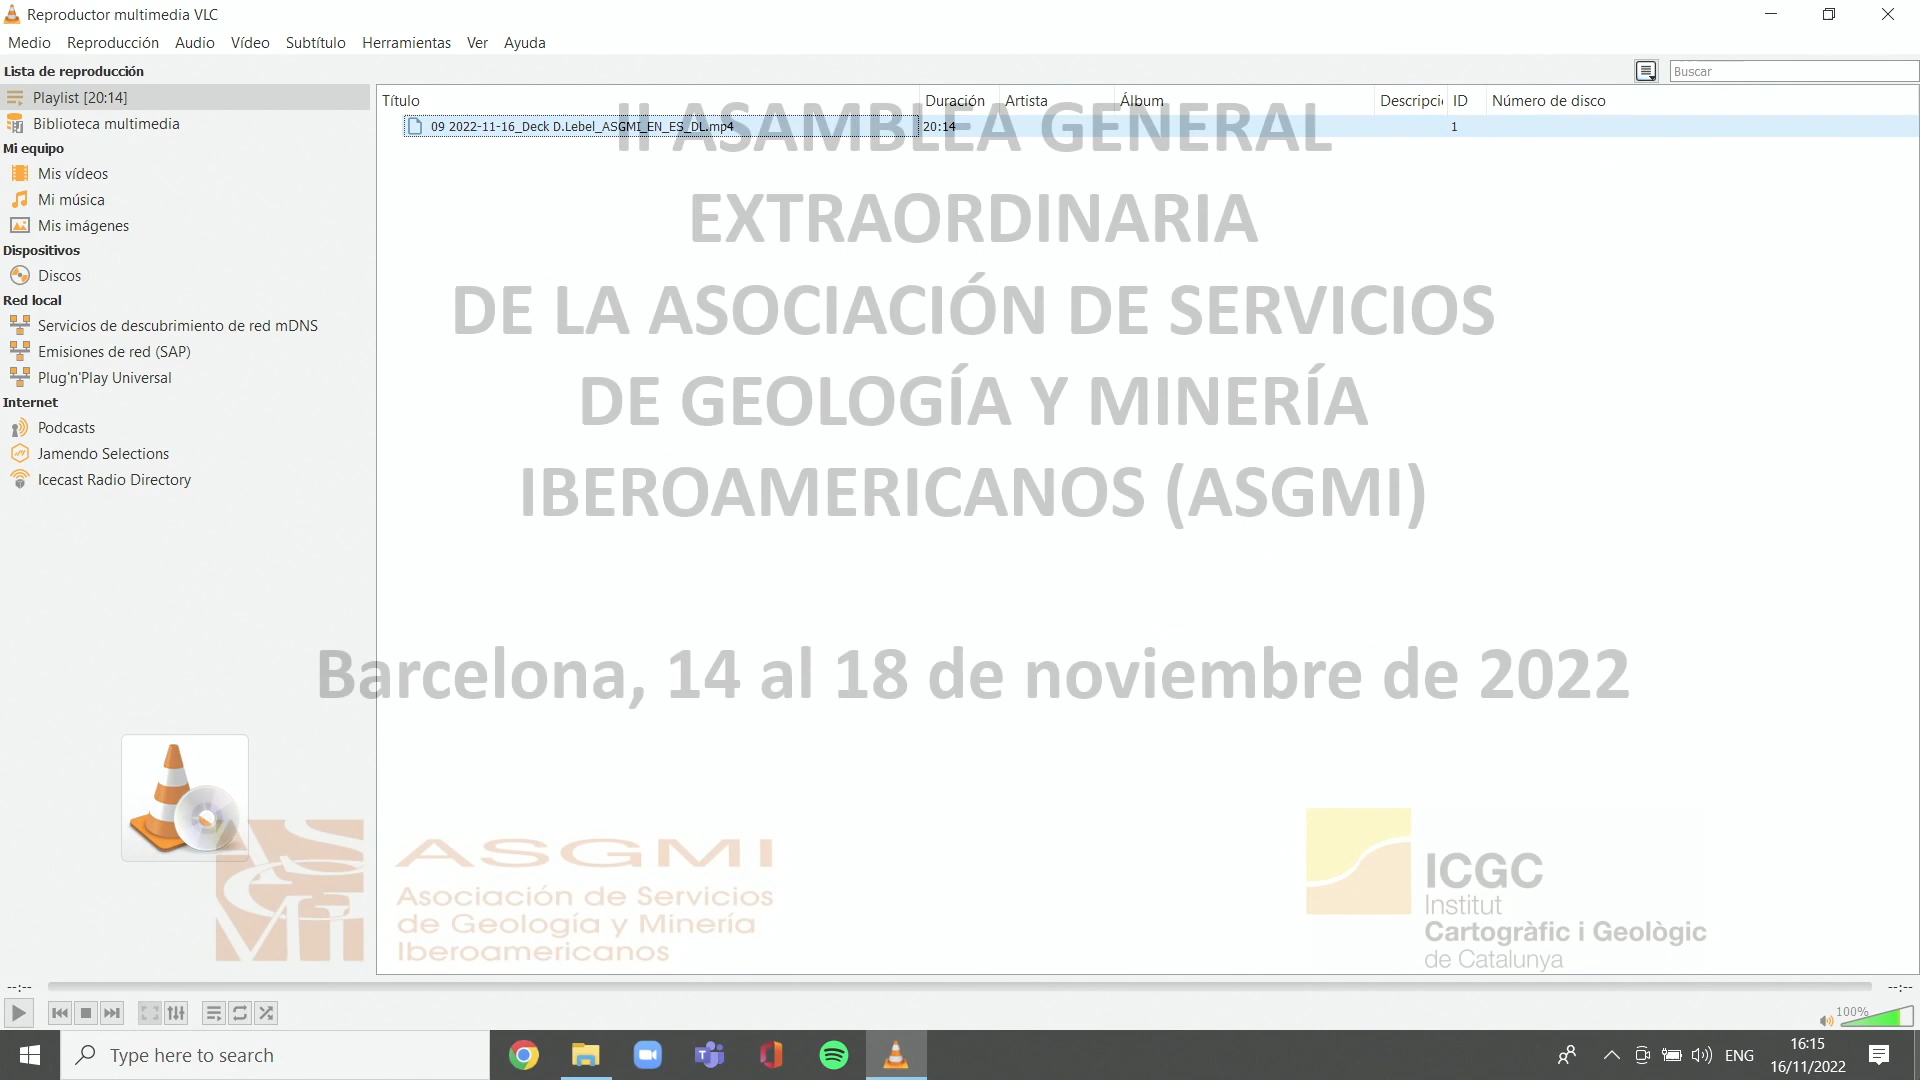 Reproductor multimedia VLC
Medio Reproducción Audio Vídeo Subtítulo Herramientas Ver Ayuda
Lista de reproducción
Buscar
Playlist [20:14]
Biblioteca multimedia
Mi equipo
Mis vídeos
Mi música
Mis imágenes
Dispositivos
Discos
Red local
Servicios de descubrimiento de red mDNS
Emisiones de red (SAP)
Plug'n'Play Universal
Internet
Podcasts
Jamendo Selections
Icecast Radio Directory
Título Duración Artista Álbum Descripci ID Número de disco
09 2022-11-16_Deck D.Lebel_ASGMI_EN_ES_DL.mp4 20:14 1
II ASAMBLEA GENERAL
EXTRAORDINARIA
DE LA ASOCIACIÓN DE SERVICIOS
DE GEOLOGÍA Y MINERÍA
IBEROAMERICANOS (ASGMI)
Barcelona, 14 al 18 de noviembre de 2022
ASGMI
ASGMI
Asociación de Servicios
de Geología y Minería
Iberoamericanos
ICGC
Institut
Cartogràfic i Geològic
de Catalunya
--:-- --:--
100%
Type here to search
ENG
16:15
16/11/2022